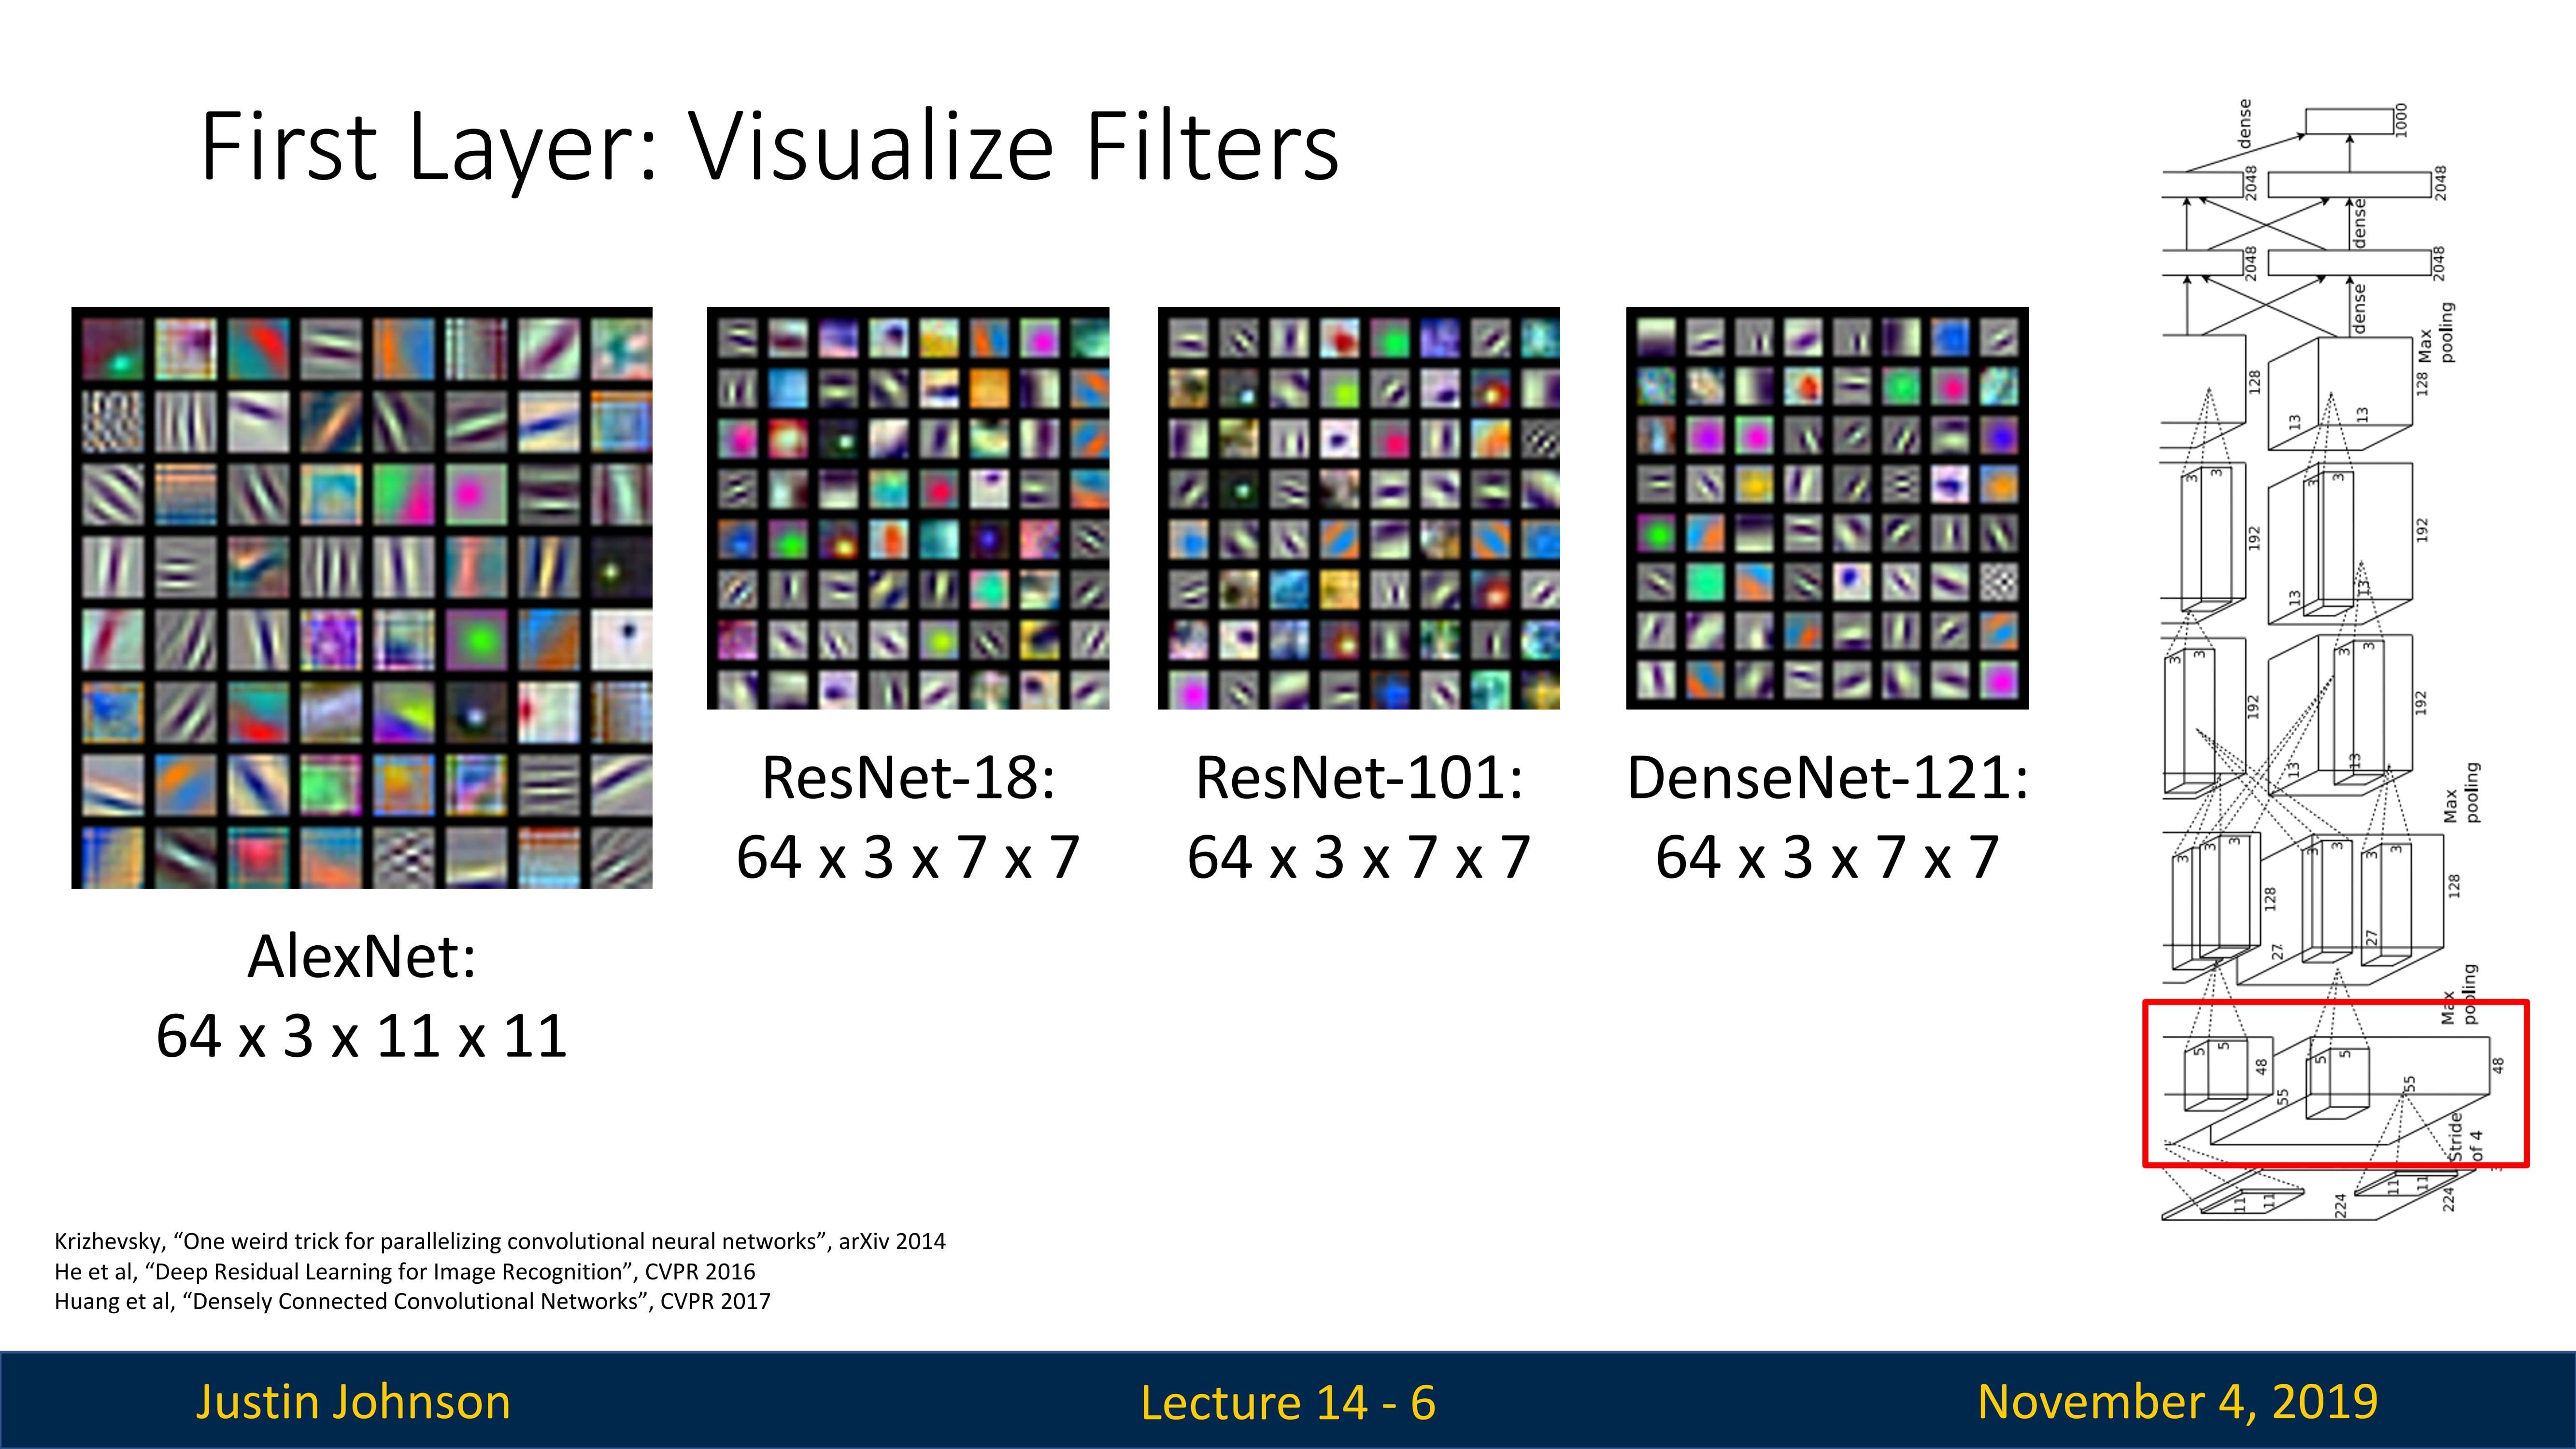 First Layer: Visualize Filters
AlexNet:
64 x 3 x 11 x 11
ResNet-18:
64 x 3 x 7 x 7
ResNet-101:
64 x 3 x 7 x 7
DenseNet-121:
64 x 3 x 7 x 7
1000
dense
2048
2048
dense
2048
2048
dense
Max
pooling
128
128
13
13
3
3
3
3
192
192
13
13
3
3
3
3
192
192
13
13
Max
pooling
3
3
3
3
3
3
3
128
128
27
27
Max
pooling
5
5
5
5
48
48
55
55
Stride
of 4
11
11
11
11
224
224
3
Krizhevsky, “One weird trick for parallelizing convolutional neural networks”, arXiv 2014
He et al, “Deep Residual Learning for Image Recognition”, CVPR 2016
Huang et al, “Densely Connected Convolutional Networks”, CVPR 2017
Justin Johnson
Lecture 14 - 6
November 4, 2019